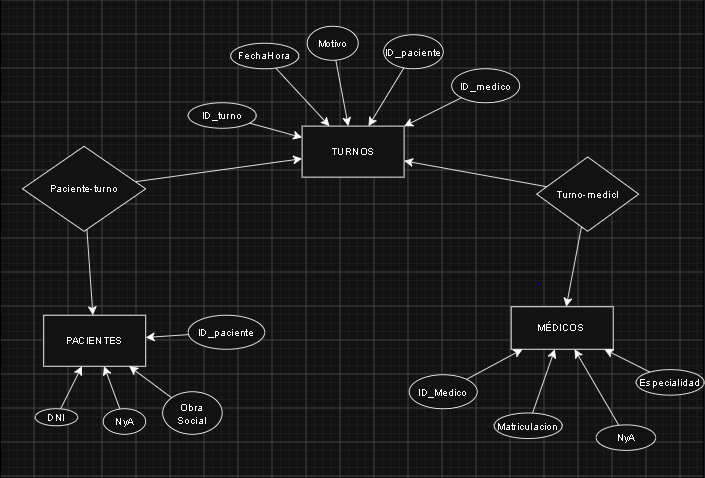 Motivo
FechaHora
ID_paciente
ID_medico
ID_turno
TURNOS
Paciente-turno
Turno-medicl
PACIENTES
ID_paciente
MÉDICOS
ID_Medico
Especialidad
DNI
NyA
Obra
Social
Matriculacion
NyA